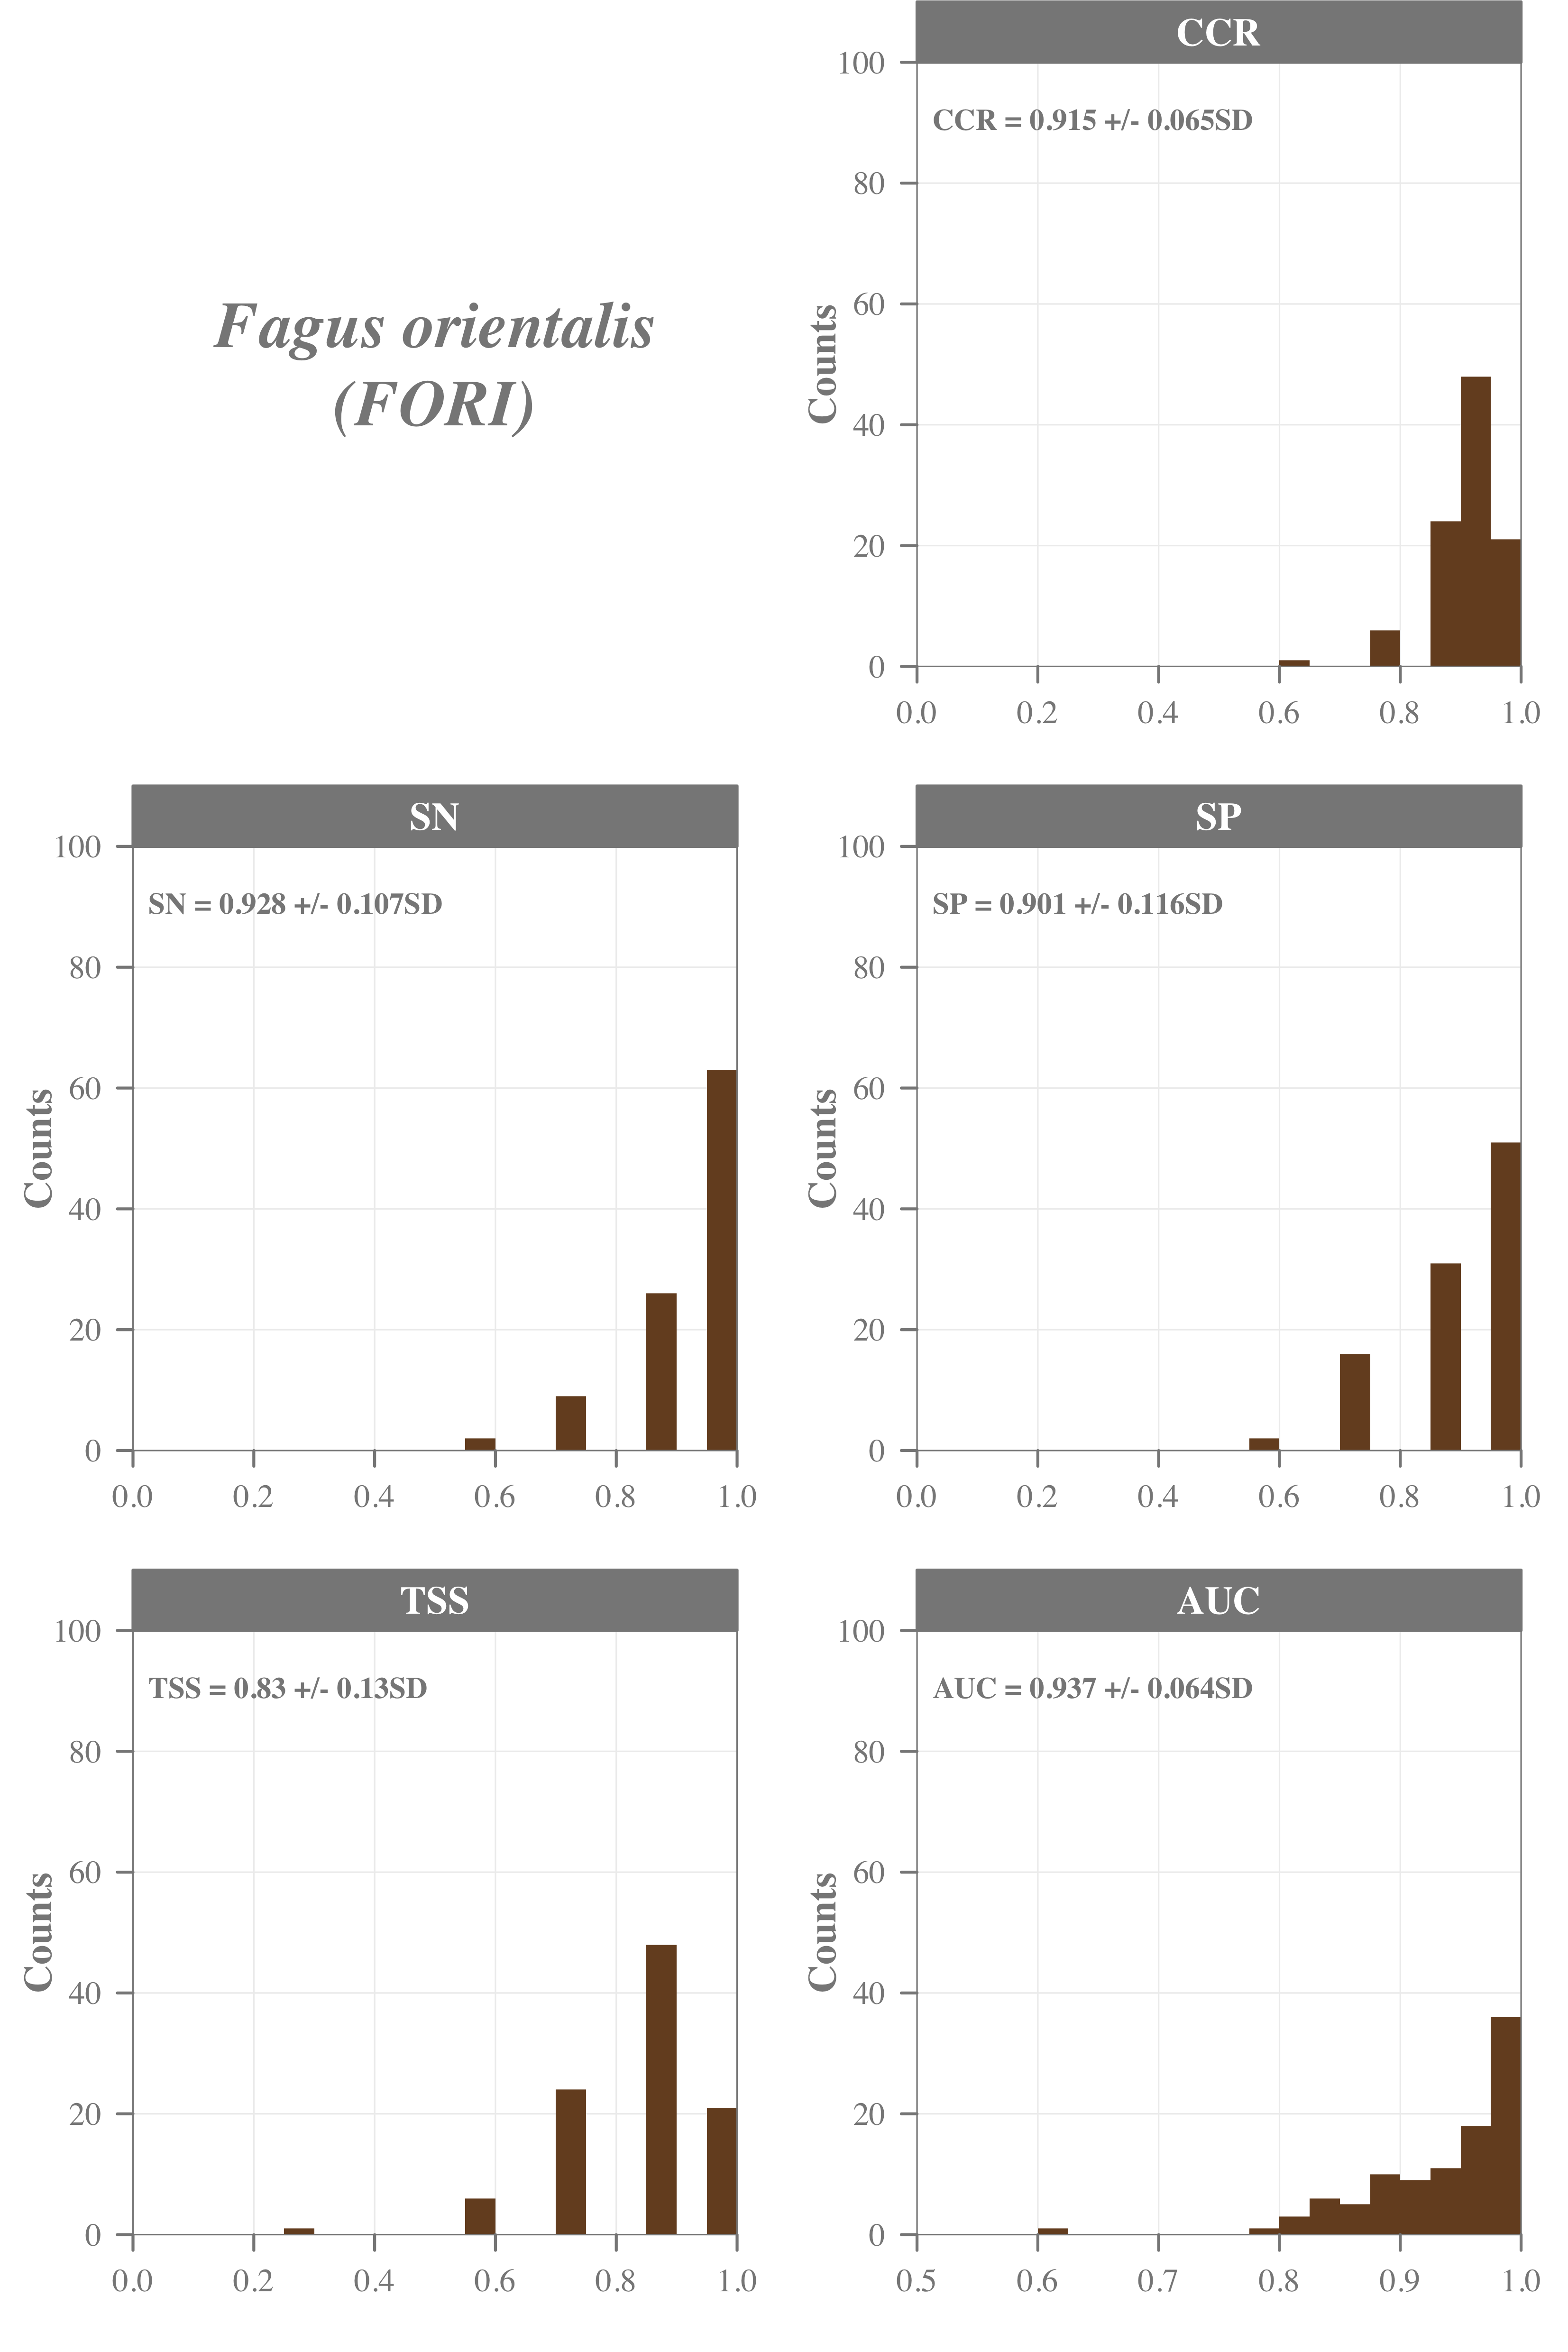 Fagus orientalis
(FORI)
CCR
CCR = 0.915 +/- 0.065SD
Counts
100
80
60
40
20
0
0.0 0.2 0.4 0.6 0.8 1.0
SN
SN = 0.928 +/- 0.107SD
Counts
100
80
60
40
20
0
0.0 0.2 0.4 0.6 0.8 1.0
SP
SP = 0.901 +/- 0.116SD
Counts
100
80
60
40
20
0
0.0 0.2 0.4 0.6 0.8 1.0
TSS
TSS = 0.83 +/- 0.13SD
Counts
100
80
60
40
20
0
0.0 0.2 0.4 0.6 0.8 1.0
AUC
AUC = 0.937 +/- 0.064SD
Counts
100
80
60
40
20
0
0.5 0.6 0.7 0.8 0.9 1.0